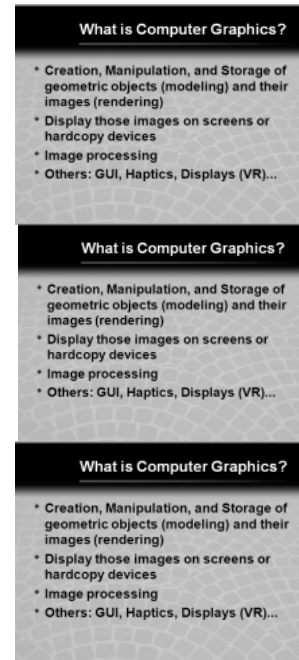 What is Computer Graphics?
* Creation, Manipulation, and Storage of
geometric objects (modeling) and their
images (rendering)
* Display those images on screens or
hardcopy devices
* Image processing
* Others: GUI, Haptics, Displays (VR)...
What is Computer Graphics?
* Creation, Manipulation, and Storage of
geometric objects (modeling) and their
images (rendering)
* Display those images on screens or
hardcopy devices
* Image processing
* Others: GUI, Haptics, Displays (VR)...
What is Computer Graphics?
* Creation, Manipulation, and Storage of
geometric objects (modeling) and their
images (rendering)
* Display those images on screens or
hardcopy devices
* Image processing
* Others: GUI, Haptics, Displays (VR)...